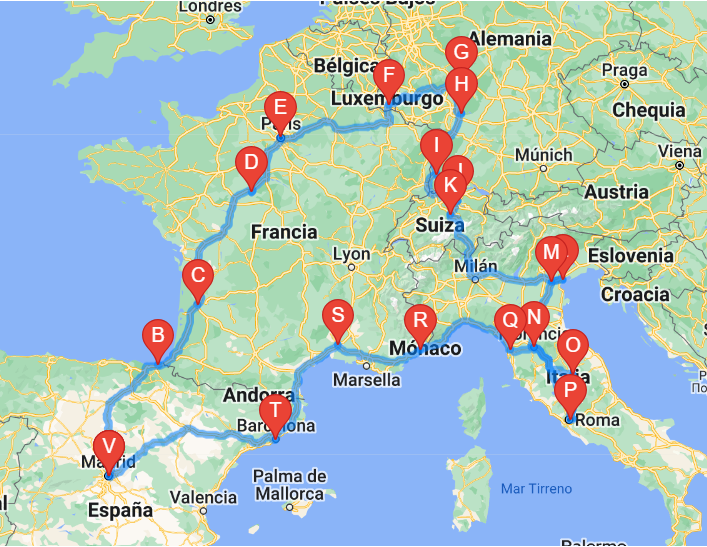 Países Bajos
Londres
G
Alemania
Bélgica
F
H
Praga
Luxemburgo
E
París
Chequia
I
Múnich
Viena
D
J
K
Austria
Francia
Suiza
Lyon
M
Eslovenia
Milán
C
Croacia
B
S
R
Q
N
Florencia
Mónaco
O
Marsella
Italia
Andorra
P
T
Barcelona
Roma
V
Madrid
Palma de
Mallorca
Valencia
Mar Tirreno
España
Palermo